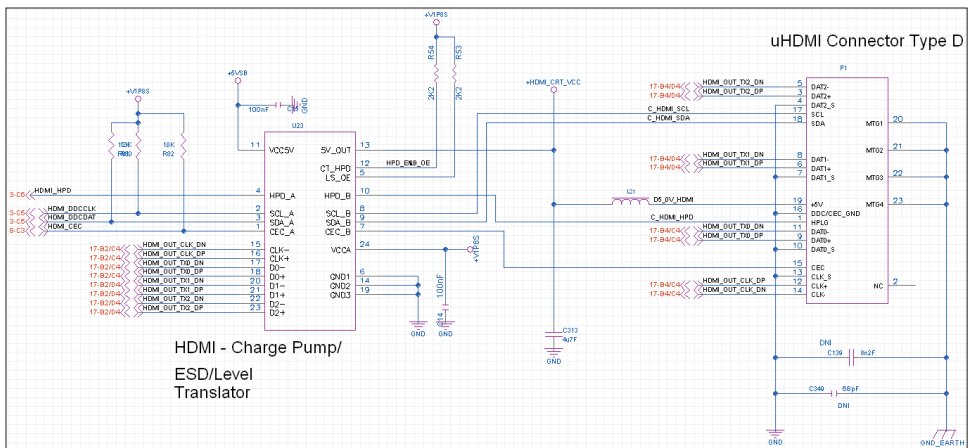 +V1P8S
uHDMI Connector Type D
+5VSB
R54
R53
2K2
2K2
P1
+V1P8S
+HDMI_CRT_VCC
100nF
GND
U23
10K
R82
17-B4/D4
HDMI_OUT_TX2_DN
5
DAT2-
17-B4/D4
HDMI_OUT_TX2_DP
3
DAT2+
4
DAT2_S
C_HDMI_SCL
17
SCL
C_HDMI_SDA
18
SDA
MTG1
20
11
VCC5V
5V_OUT
13
CT_HPD
12
LS_OE
5
MTG2
21
17-B4/D4
HDMI_OUT_TX1_DN
8
DAT1-
17-B4/D4
HDMI_OUT_TX1_DP
6
DAT1+
7
DAT1_S
MTG3
22
3-C5
HDMI_HPD
4
HPD_A
HPD_B
10
L21
D5_0V_HDMI
19
+5V
MTG4
23
3-C5
HDMI_DDCCLK
2
SCL_A
SCL_B
8
16
DDC/CEC_GND
3-C5
HDMI_DDCDAT
3
SDA_A
SDA_B
9
C_HDMI_HPD
1
HPLG
8-C3
HDMI_CEC
1
CEC_A
CEC_B
7
17-B4/C4
HDMI_OUT_TX0_DN
11
DAT0-
17-B4/C4
HDMI_OUT_TX0_DP
9
DAT0+
10
DAT0_S
17-B2/C4
HDMI_OUT_CLK_DN
15
CLK-
VCCA
24
+V1P8S
17-B2/C4
HDMI_OUT_CLK_DP
16
CLK+
17-B2/C4
HDMI_OUT_TX0_DN
17
D0-
15
CEC
17-B2/C4
HDMI_OUT_TX0_DP
18
D0+
GND1
6
13
CLK_S
17-B2/D4
HDMI_OUT_TX1_DN
20
D1-
GND2
14
17-B4/C4
HDMI_OUT_CLK_DP
12
CLK+
NC
2
17-B2/D4
HDMI_OUT_TX1_DP
21
D1+
GND3
19
100nF
17-B4/C4
HDMI_OUT_CLK_DN
14
CLK-
17-B2/D4
HDMI_OUT_TX2_DN
22
D2-
17-B2/D4
HDMI_OUT_TX2_DP
23
D2+
GND
GND
C313
4u7F
GND
HDMI - Charge Pump/
ESD/Level
Translator
DNI
C139
8n2F
C349
68pF
DNI
GND
GND_EARTH